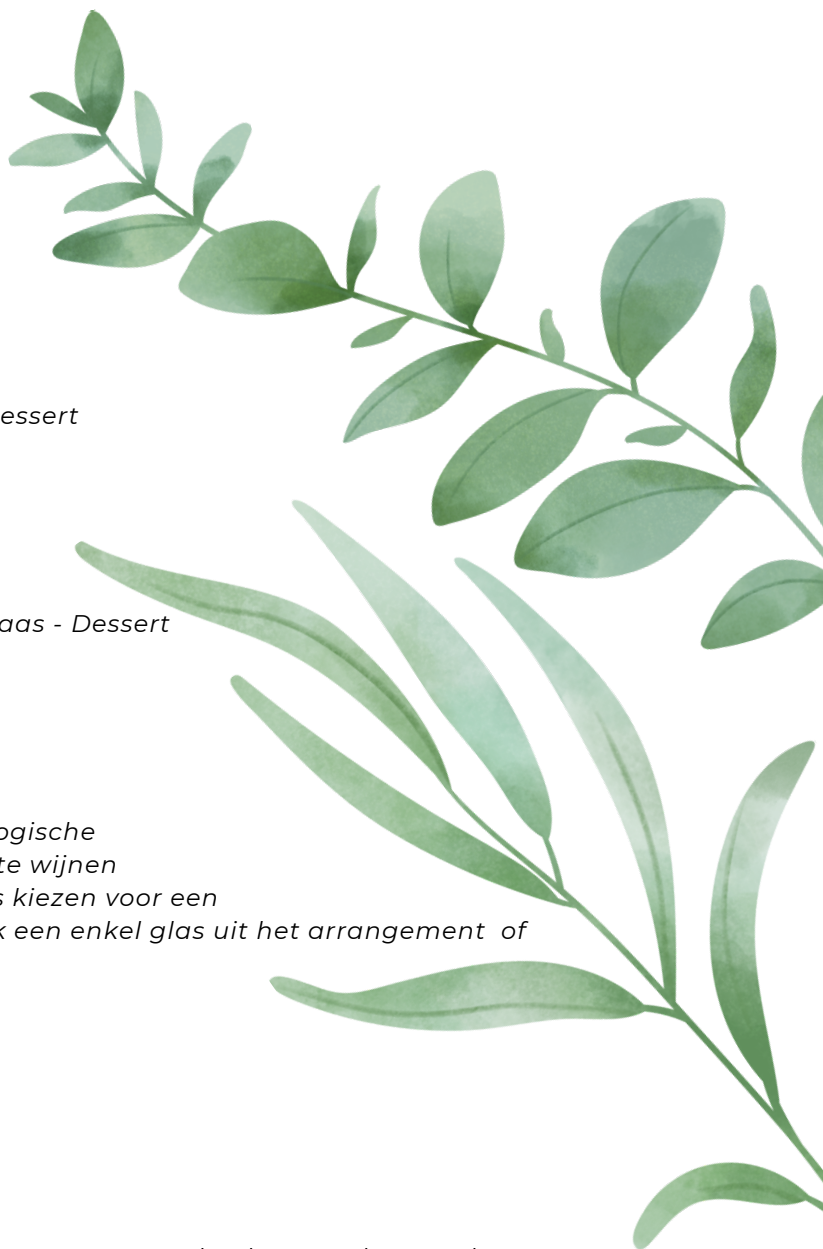 essert
aas - Dessert
ogische
te wijnen
s kiezen voor een
k een enkel glas uit het arrangement of